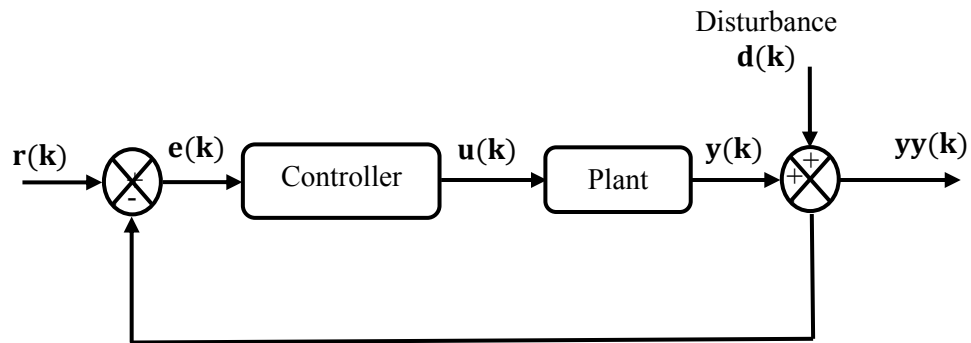 Disturbance
d(k)
r(k)
e(k)
Controller
u(k)
Plant
y(k)
yy(k)
+
-
+
+